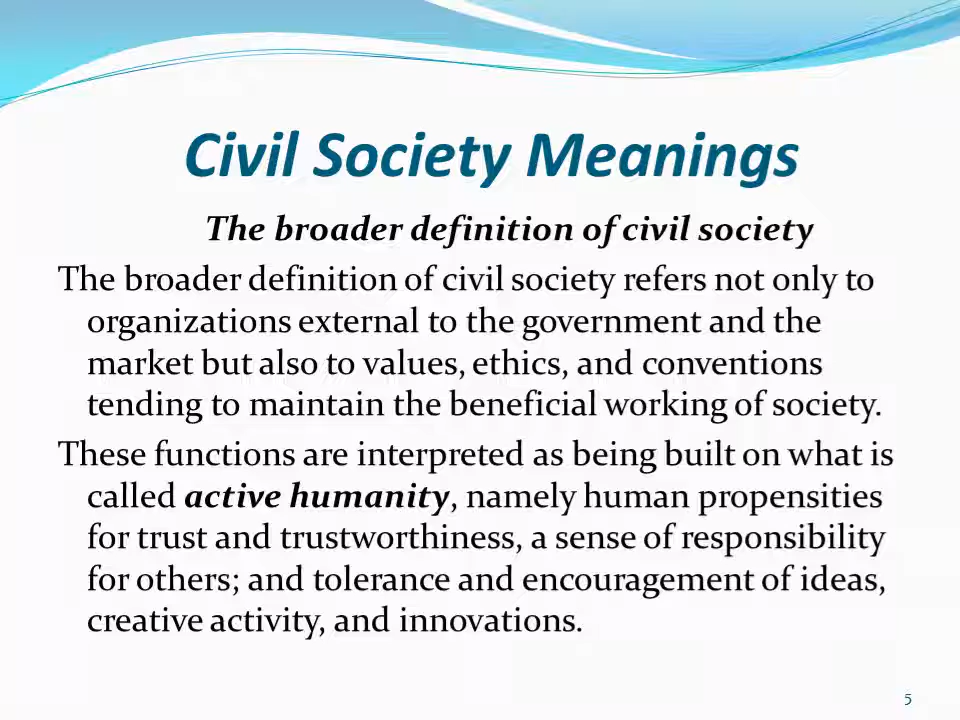 Civil Society Meanings
The broader definition of civil society
The broader definition of civil society refers not only to
organizations external to the government and the
market but also to values, ethics, and conventions
tending to maintain the beneficial working of society.
These functions are interpreted as being built on what is
called active humanity, namely human propensities
for trust and trustworthiness, a sense of responsibility
for others; and tolerance and encouragement of ideas,
creative activity, and innovations.
5